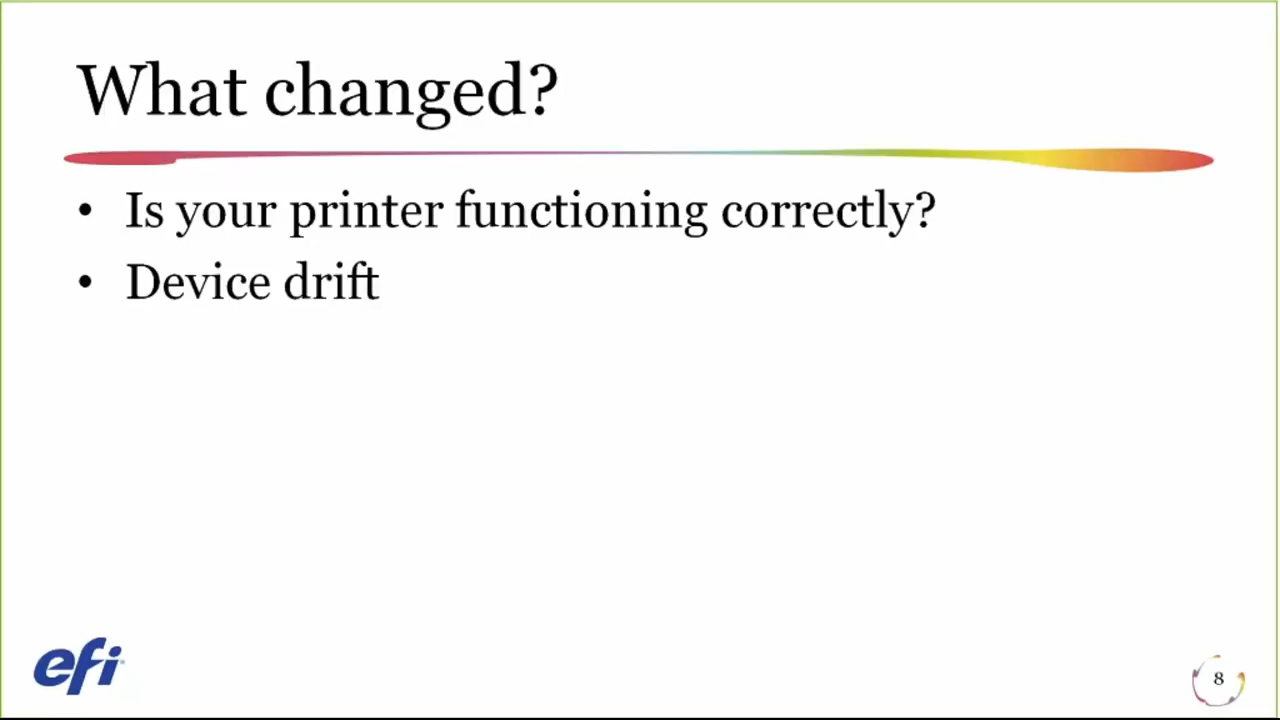 What changed?
• Is your printer functioning correctly?
• Device drift
efi
8